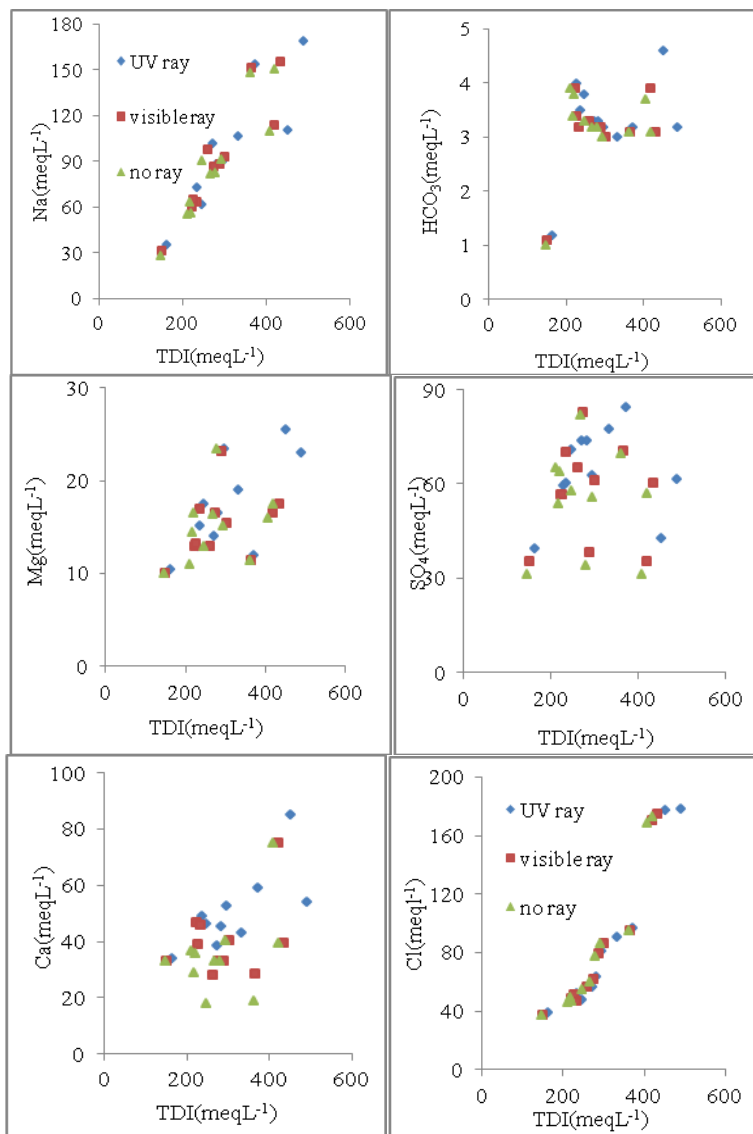 180
150
120
90
60
30
0
Na(meqL-1)
UV ray
visible ray
no ray
0 200 400 600
TDI(meqL-1)
5
4
3
2
1
0
HCO3(meqL-1)
0 200 400 600
TDI(meqL-1)
30
20
10
0
Mg(meqL-1)
0 200 400 600
TDI(meqL-1)
90
60
30
0
SO4(meqL-1)
0 200 400 600
TDI(meqL-1)
100
80
60
40
20
0
Ca(meqL-1)
0 200 400 600
TDI(meqL-1)
200
160
120
80
40
0
Cl(meql-1)
UV ray
visible ray
no ray
0 200 400 600
TDI(meqL-1)